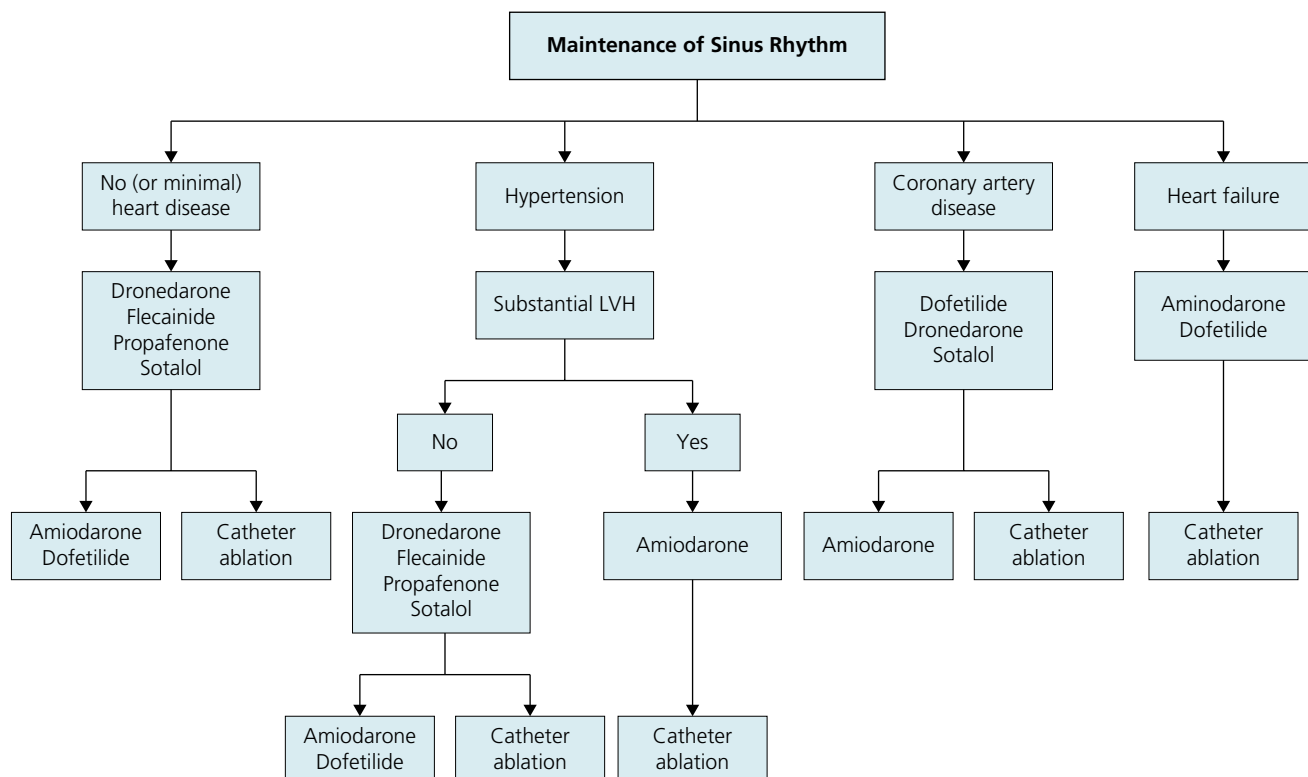 Maintenance of Sinus Rhythm
No (or minimal)
heart disease
Hypertension
Coronary artery
disease
Heart failure
Dronedarone
Flecainide
Propafenone
Sotalol
Substantial LVH
Dofetilide
Dronedarone
Sotalol
Aminodarone
Dofetilide
No
Yes
Amiodarone
Dofetilide
Catheter
ablation
Dronedarone
Flecainide
Propafenone
Sotalol
Amiodarone
Amiodarone
Catheter
ablation
Catheter
ablation
Amiodarone
Dofetilide
Catheter
ablation
Catheter
ablation